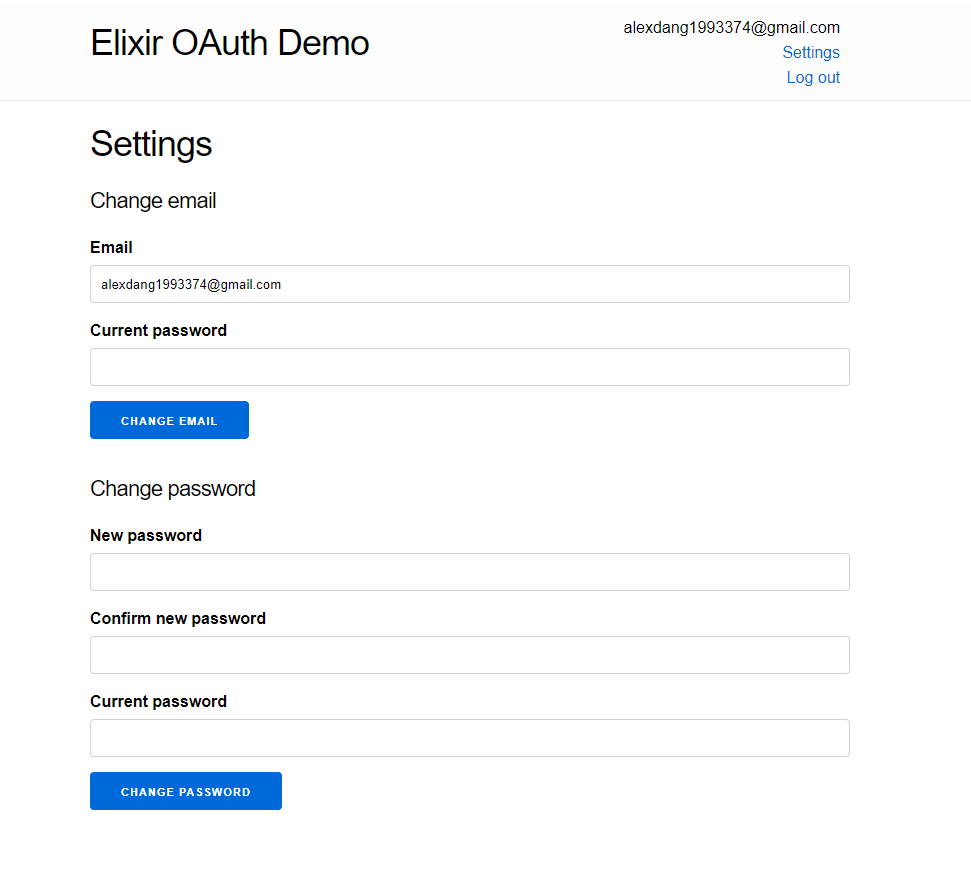 Elixir OAuth Demo
alexdang1993374@gmail.com
Settings
Log out
Settings
Change email
Email
alexdang1993374@gmail.com
Current password
CHANGE EMAIL
Change password
New password
Confirm new password
Current password
CHANGE PASSWORD